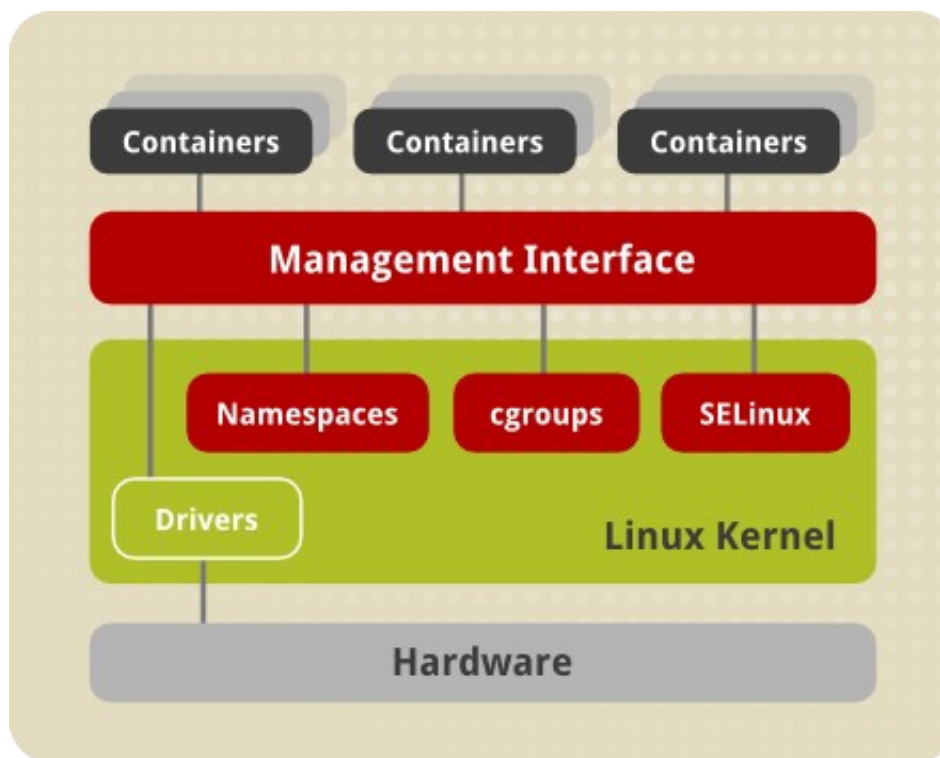 Containers
Containers
Containers
Management Interface
Namespaces
cgroups
SELinux
Drivers
Linux Kernel
Hardware